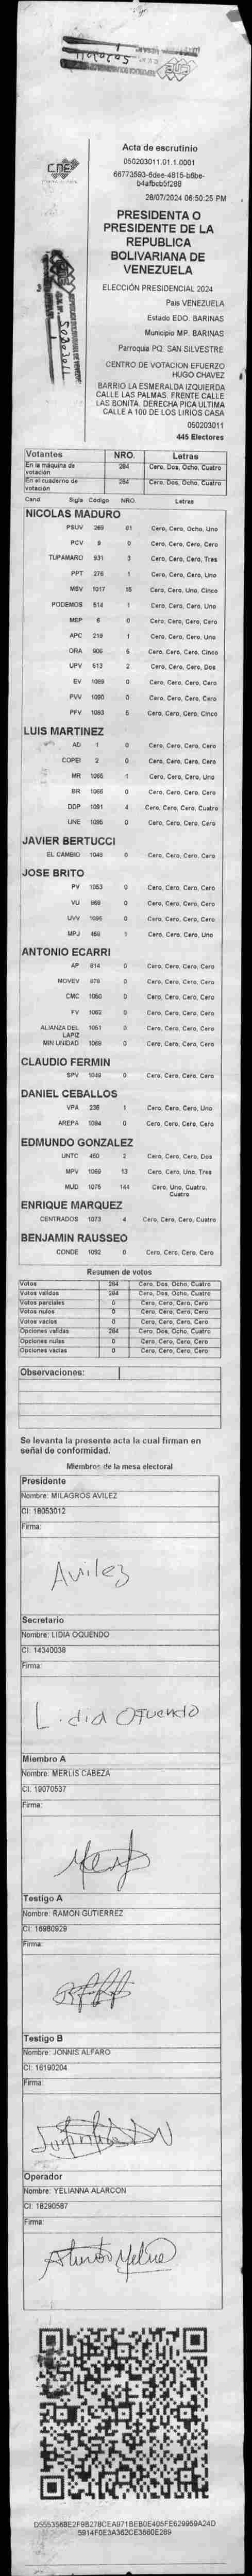 CNE
Acta de escrutinio
050203011.01.1.0001
66773593-6dee-4815-b6be-
b4afbcb5f288
28/07/2024 06:50:25 PM
PRESIDENTA O
PRESIDENTE DE LA
REPUBLICA
BOLIVARIANA DE
VENEZUELA
ELECCIÓN PRESIDENCIAL 2024
Pais VENEZUELA
Estado EDO. BARINAS
Municipio MP. BARINAS
Parroquia PQ. SAN SILVESTRE
CENTRO DE VOTACION EFUERZO
HUGO CHAVEZ
BARRIO LA ESMERALDA IZQUIERDA
CALLE LAS PALMAS. FRENTE CALLE
LAS BONITA. DERECHA PICA ULTIMA
CALLE A 100 DE LOS LIRIOS CASA
050203011
445 Electores
Votantes NRO. Letras
En la máquina de votación 284 Cero, Dos, Ocho, Cuatro
En el cuaderno de votación 284 Cero, Dos, Ocho, Cuatro
Cand. Sigla Código NRO. Letras
NICOLAS MADURO
PSUV 269 81 Cero, Cero, Ocho, Uno
PCV 9 0 Cero, Cero, Cero, Cero
TUPAMARO 931 3 Cero, Cero, Cero, Tres
PPT 276 1 Cero, Cero, Cero, Uno
MSV 1017 15 Cero, Cero, Uno, Cinco
PODEMOS 514 1 Cero, Cero, Cero, Uno
MEP 6 0 Cero, Cero, Cero, Cero
APC 219 1 Cero, Cero, Cero, Uno
ORA 906 5 Cero, Cero, Cero, Cinco
UPV 613 2 Cero, Cero, Cero, Dos
EV 1089 0 Cero, Cero, Cero, Cero
PVV 1090 0 Cero, Cero, Cero, Cero
PFV 1093 5 Cero, Cero, Cero, Cinco
LUIS MARTINEZ
AD 1 0 Cero, Cero, Cero, Cero
COPEI 2 0 Cero, Cero, Cero, Cero
MR 1065 1 Cero, Cero, Cero, Uno
BR 1066 0 Cero, Cero, Cero, Cero
DDP 1091 4 Cero, Cero, Cero, Cuatro
UNE 1095 0 Cero, Cero, Cero, Cero
JAVIER BERTUCCI
EL CAMBIO 1048 0 Cero, Cero, Cero, Cero
JOSE BRITO
PV 1053 0 Cero, Cero, Cero, Cero
VU 868 0 Cero, Cero, Cero, Cero
UVV 1096 0 Cero, Cero, Cero, Cero
MPJ 459 1 Cero, Cero, Cero, Uno
ANTONIO ECARRI
AP 614 0 Cero, Cero, Cero, Cero
MOVEV 878 0 Cero, Cero, Cero, Cero
CMC 1050 0 Cero, Cero, Cero, Cero
FV 1062 0 Cero, Cero, Cero, Cero
ALIANZA DEL LAPIZ 1051 0 Cero, Cero, Cero, Cero
MIN UNIDAD 1069 0 Cero, Cero, Cero, Cero
CLAUDIO FERMIN
SPV 1049 0 Cero, Cero, Cero, Cero
DANIEL CEBALLOS
VPA 236 1 Cero, Cero, Cero, Uno
AREPA 1094 0 Cero, Cero, Cero, Cero
EDMUNDO GONZALEZ
UNTC 460 2 Cero, Cero, Cero, Dos
MPV 1069 13 Cero, Cero, Uno, Tres
MUD 1075 144 Cero, Uno, Cuatro, Cuatro
ENRIQUE MARQUEZ
CENTRADOS 1073 4 Cero, Cero, Cero, Cuatro
BENJAMIN RAUSSEO
CONDE 1092 0 Cero, Cero, Cero, Cero
Resumen de votos
Votos 284 Cero, Dos, Ocho, Cuatro
Votos validos 284 Cero, Dos, Ocho, Cuatro
Votos parciales 0 Cero, Cero, Cero, Cero
Votos nulos 0 Cero, Cero, Cero, Cero
Votos vacios 0 Cero, Cero, Cero, Cero
Opciones validas 284 Cero, Dos, Ocho, Cuatro
Opciones nulas 0 Cero, Cero, Cero, Cero
Opciones vacias 0 Cero, Cero, Cero, Cero
Observaciones:
Se levanta la presente acta la cual firman en
señal de conformidad.
Miembros de la mesa electoral
Presidente
Nombre: MILAGROS AVILEZ
CI: 18053012
Firma:
Avilez
Secretario
Nombre: LIDIA OQUENDO
CI: 14340038
Firma:
Lidia Oquendo
Miembro A
Nombre: MERLIS CABEZA
CI: 19070537
Firma:
Testigo A
Nombre: RAMON GUTIERREZ
CI: 16980929
Firma:
Testigo B
Nombre: JONNIS ALFARO
CI: 16190204
Firma:
Operador
Nombre: YELIANNA ALARCON
CI: 18290587
Firma:
D555356BE2F9B27BCEA971BEB0E405FE629959A24D
5914F0E3A362CE3860E289